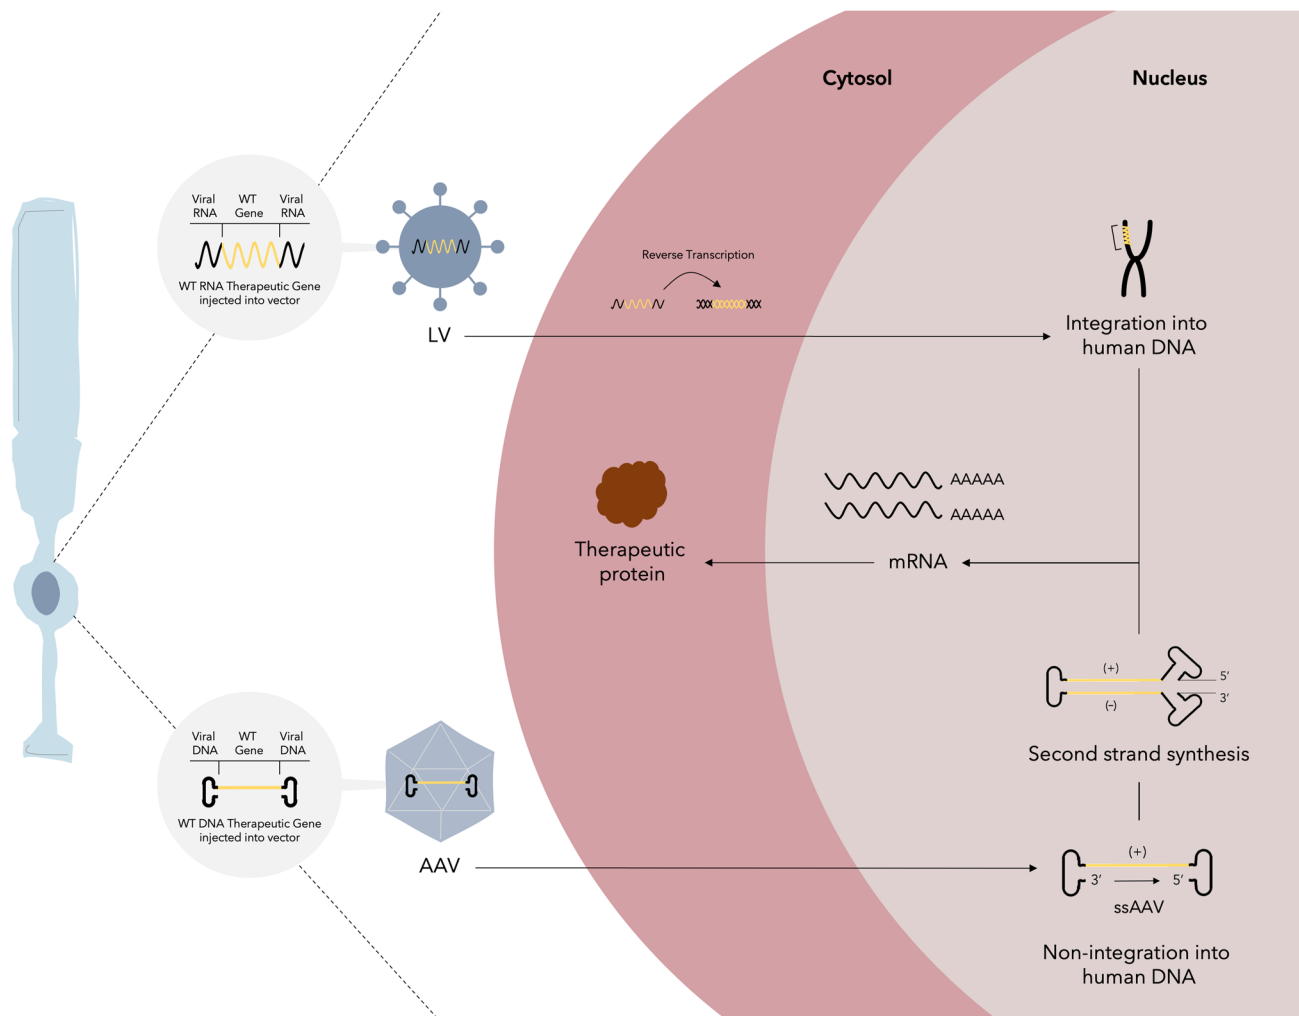 Cytosol
Nucleus
Viral
RNA
WT
Gene
Viral
RNA
WT RNA Therapeutic Gene
injected into vector
LV
Reverse Transcription
Integration into
human DNA
AAAAA
AAAAA
mRNA
Therapeutic
protein
(+)
(–)
5′
3′
Second strand synthesis
Viral
DNA
WT
Gene
Viral
DNA
WT DNA Therapeutic Gene
injected into vector
AAV
(+)
3′
5′
ssAAV
Non-integration into
human DNA